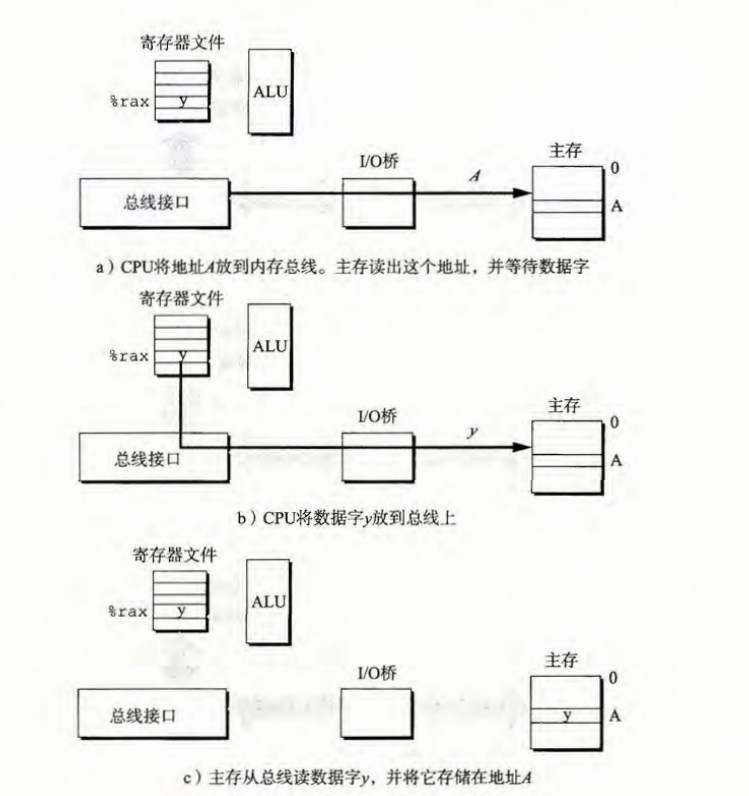 寄存器文件
%rax y ALU
I/O桥 主存
A 0
总线接口 A
a）CPU将地址A放到内存总线。主存读出这个地址，并等待数据字
寄存器文件
%rax y ALU
I/O桥 主存
y 0
总线接口 A
b）CPU将数据字y放到总线上
寄存器文件
%rax y ALU
I/O桥 主存
0
总线接口 y A
c）主存从总线读数据字y，并将它存储在地址A